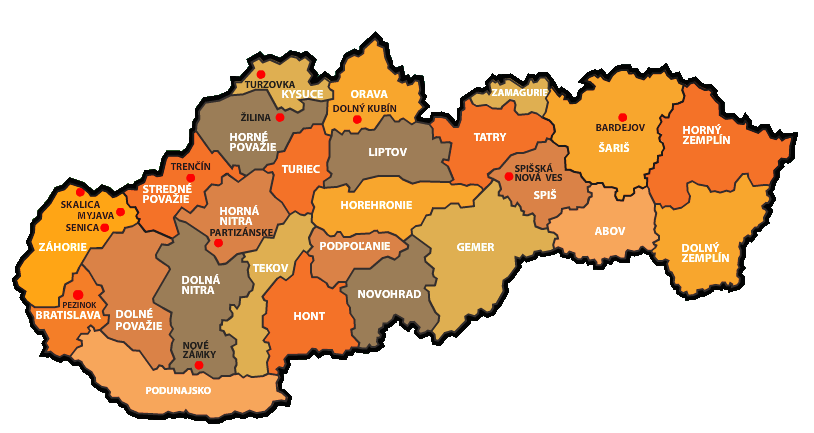 TURZOVKA
KYSUCE
ORAVA
DOLNÝ KUBÍN
ZAMAGURIE
ŽILINA
HORNÉ
POVAŽIE
BARDEJOV
ŠARIŠ
HORNÝ
ZEMPLÍN
TATRY
LIPTOV
TURIEC
TRENČÍN
STREDNÉ
POVAŽIE
SPIŠSKÁ
NOVÁ VES
SPIŠ
SKALICA
MYJAVA
SENICA
ZÁHORIE
HORNÁ
NITRA
PARTIZÁNSKE
HOREHRONIE
PODPOĽANIE
GEMER
ABOV
DOLNÝ
ZEMPLÍN
TEKOV
DOLNÁ
NITRA
NOVOHRAD
PEZINOK
BRATISLAVA
DOLNÉ
POVAŽIE
HONT
NOVÉ
ZÁMKY
PODUNAJSKO